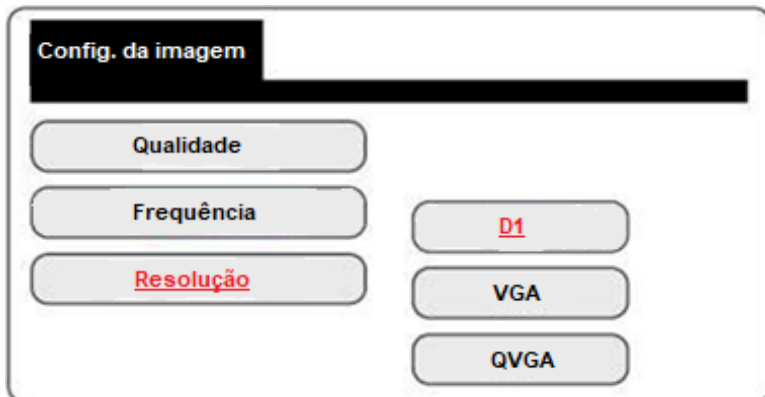 Config. da imagem
Qualidade
Frequência
Resolução
D1
VGA
QVGA